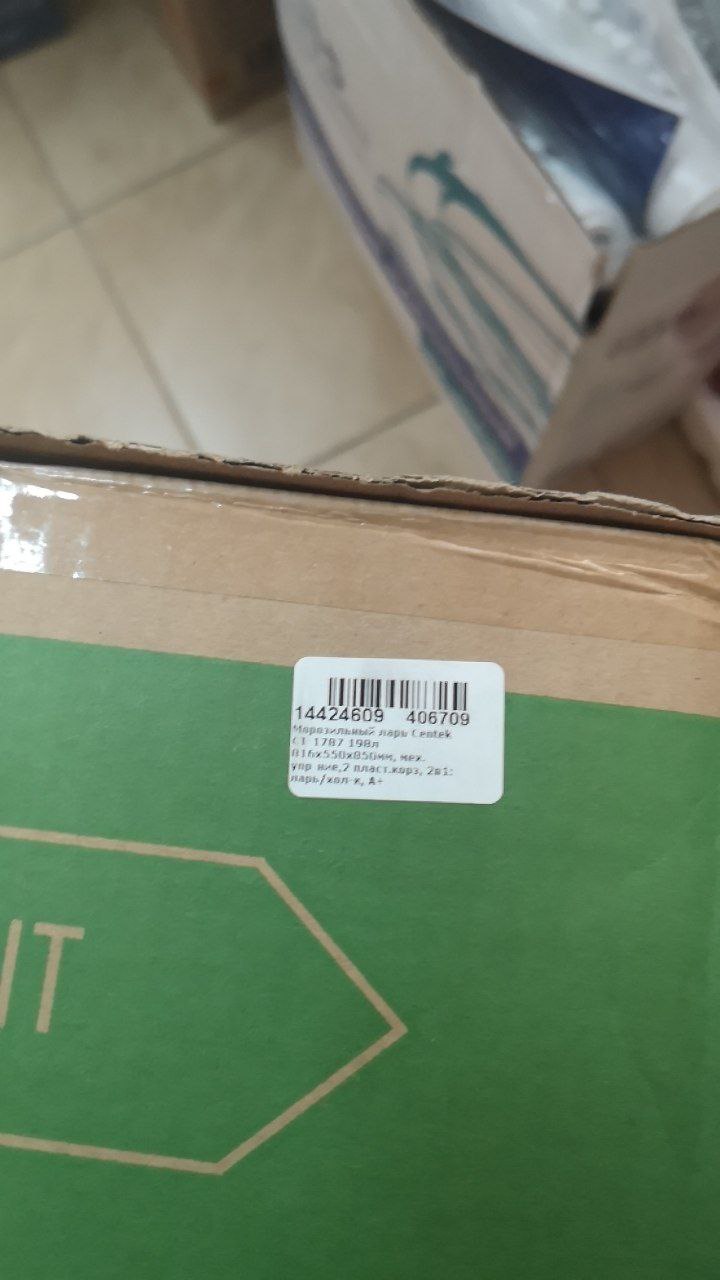 14424609 406709
Морозильный ларь Centek
CT 1787 198л
816x550x850мм, мех.
упр-ние,2 пласт.корз, 2в1:
ларь/хол-к, А+
IT